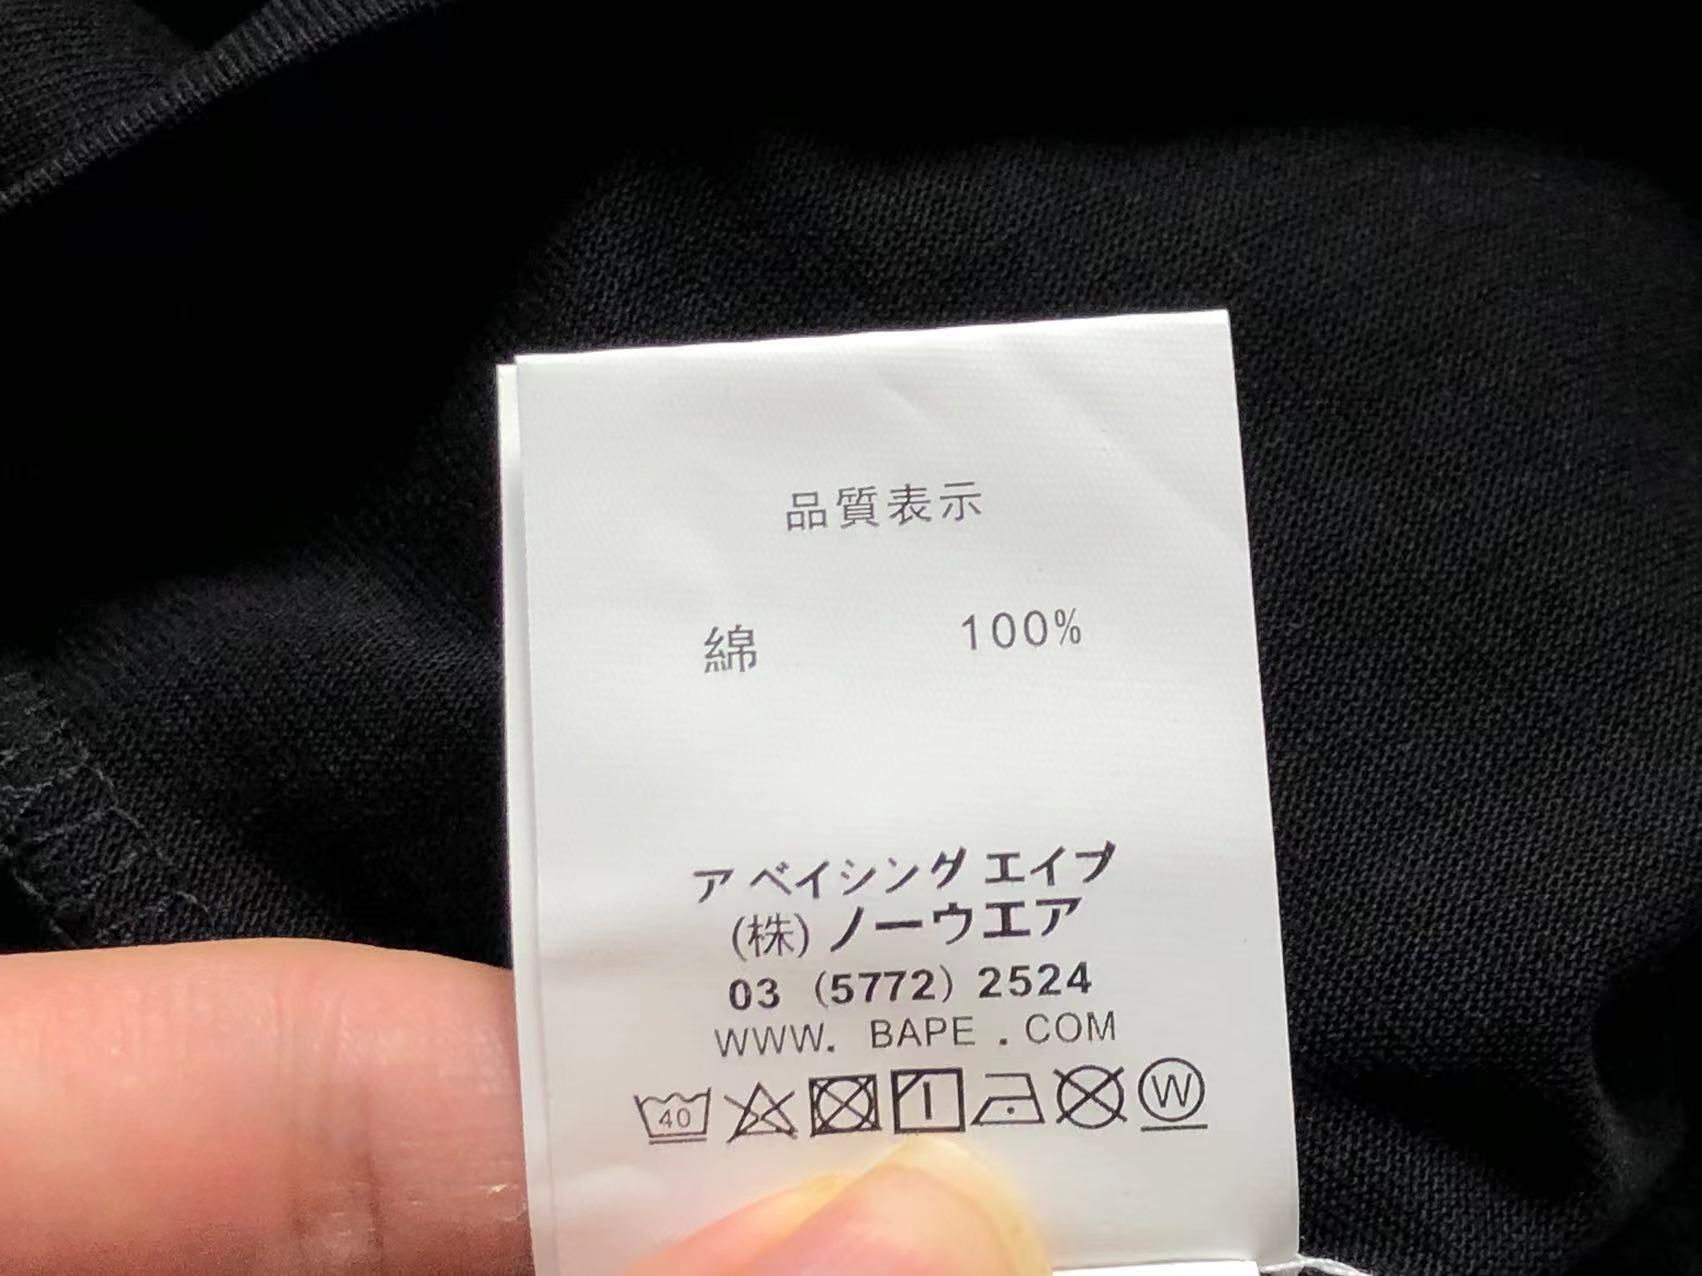 品質表示
綿 100%
ア ベイシング エイプ
(株) ノーウエア
03 (5772) 2524
WWW. BAPE . COM
40
W